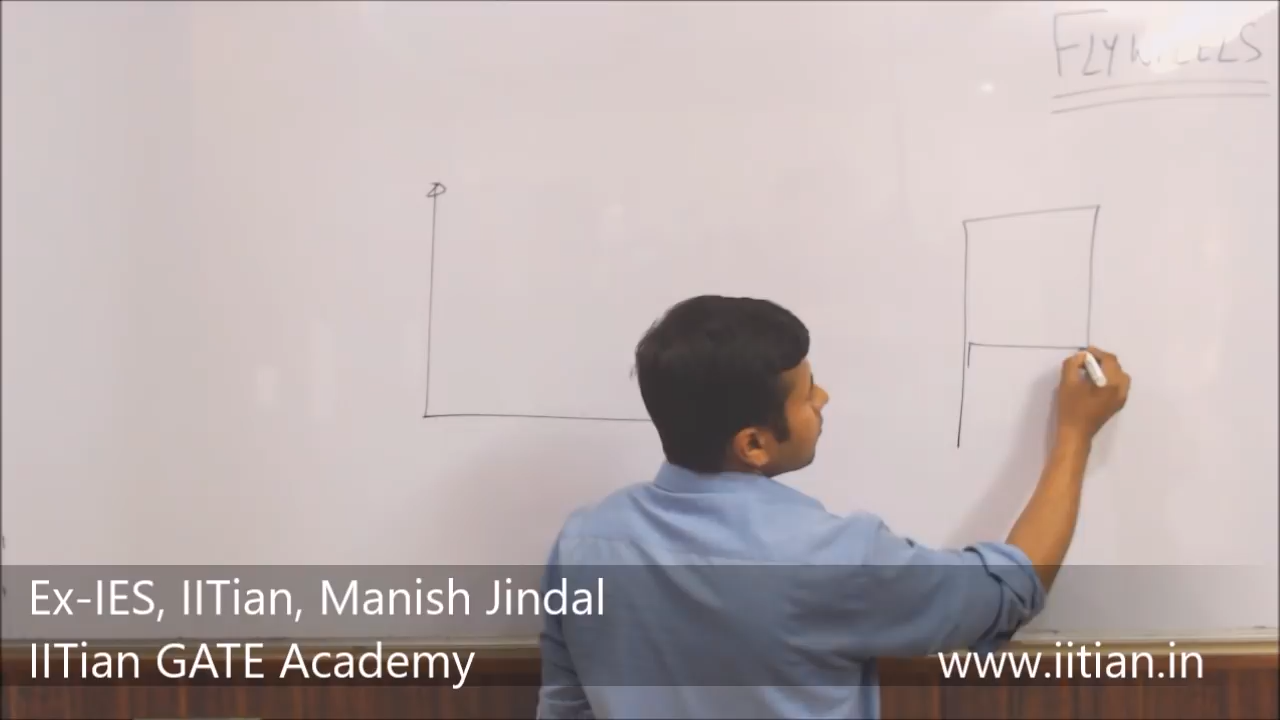 FLYWHEELS
P
Ex-IES, IITian, Manish Jindal
IITian GATE Academy
www.iitian.in